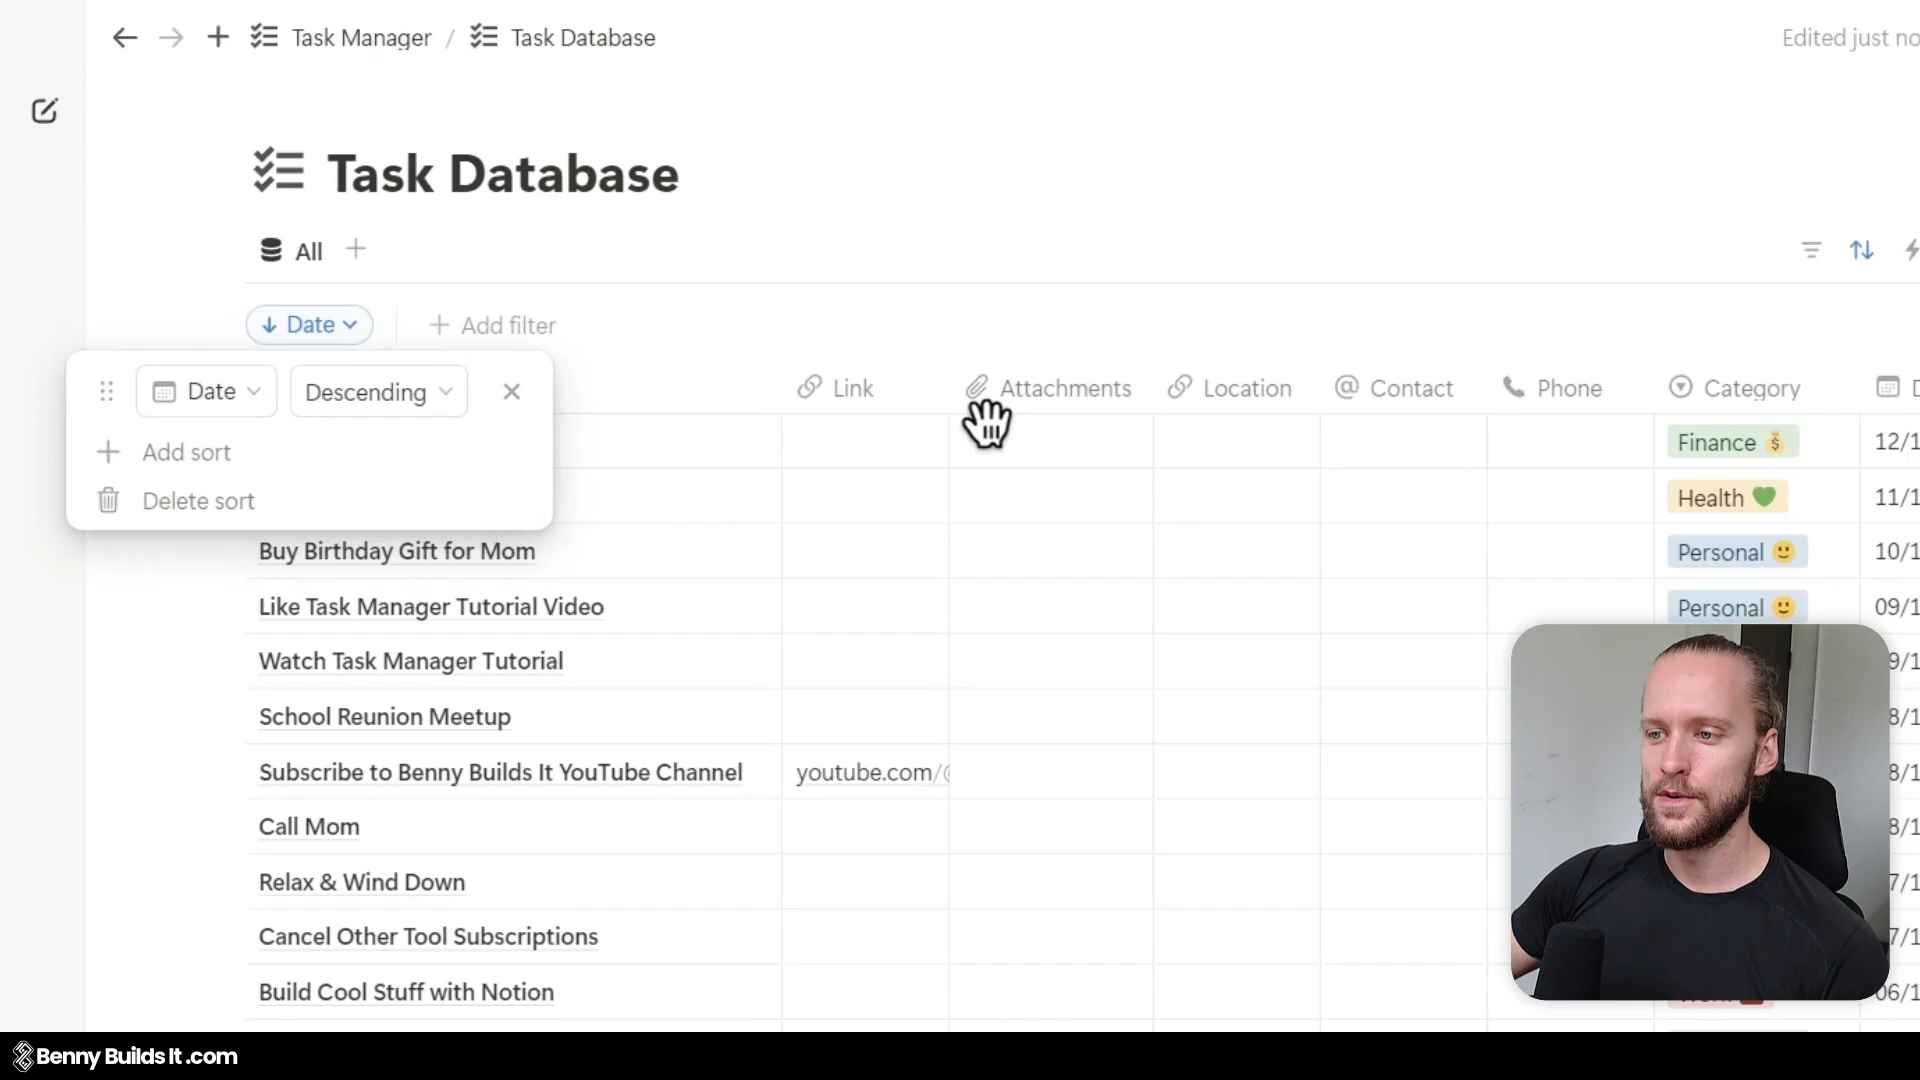 Task Manager / Task Database
Edited just no
Task Database
All
Date
Add filter
Date Descending
Add sort
Delete sort
Link Attachments Location Contact Phone Category D
Finance 12/1
Health 11/1
Buy Birthday Gift for Mom Personal 10/1
Like Task Manager Tutorial Video Personal 09/1
Watch Task Manager Tutorial 9/1
School Reunion Meetup 8/1
Subscribe to Benny Builds It YouTube Channel youtube.com/@ 8/1
Call Mom 8/1
Relax & Wind Down 7/1
Cancel Other Tool Subscriptions 7/1
Build Cool Stuff with Notion 06/1
Benny Builds It .com